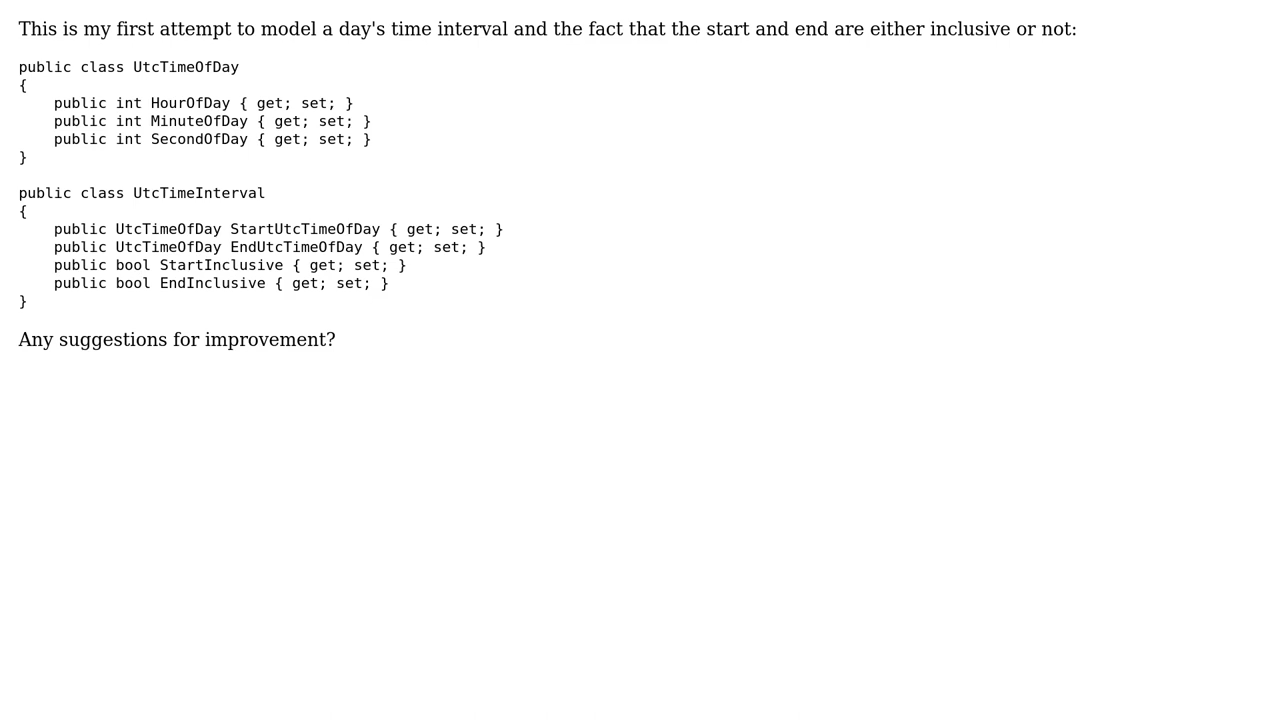 This is my first attempt to model a day's time interval and the fact that the start and end are either inclusive or not:
public class UtcTimeOfDay
{
    public int HourOfDay { get; set; }
    public int MinuteOfDay { get; set; }
    public int SecondOfDay { get; set; }
}
public class UtcTimeInterval
{
    public UtcTimeOfDay StartUtcTimeOfDay { get; set; }
    public UtcTimeOfDay EndUtcTimeOfDay { get; set; }
    public bool StartInclusive { get; set; }
    public bool EndInclusive { get; set; }
}
Any suggestions for improvement?